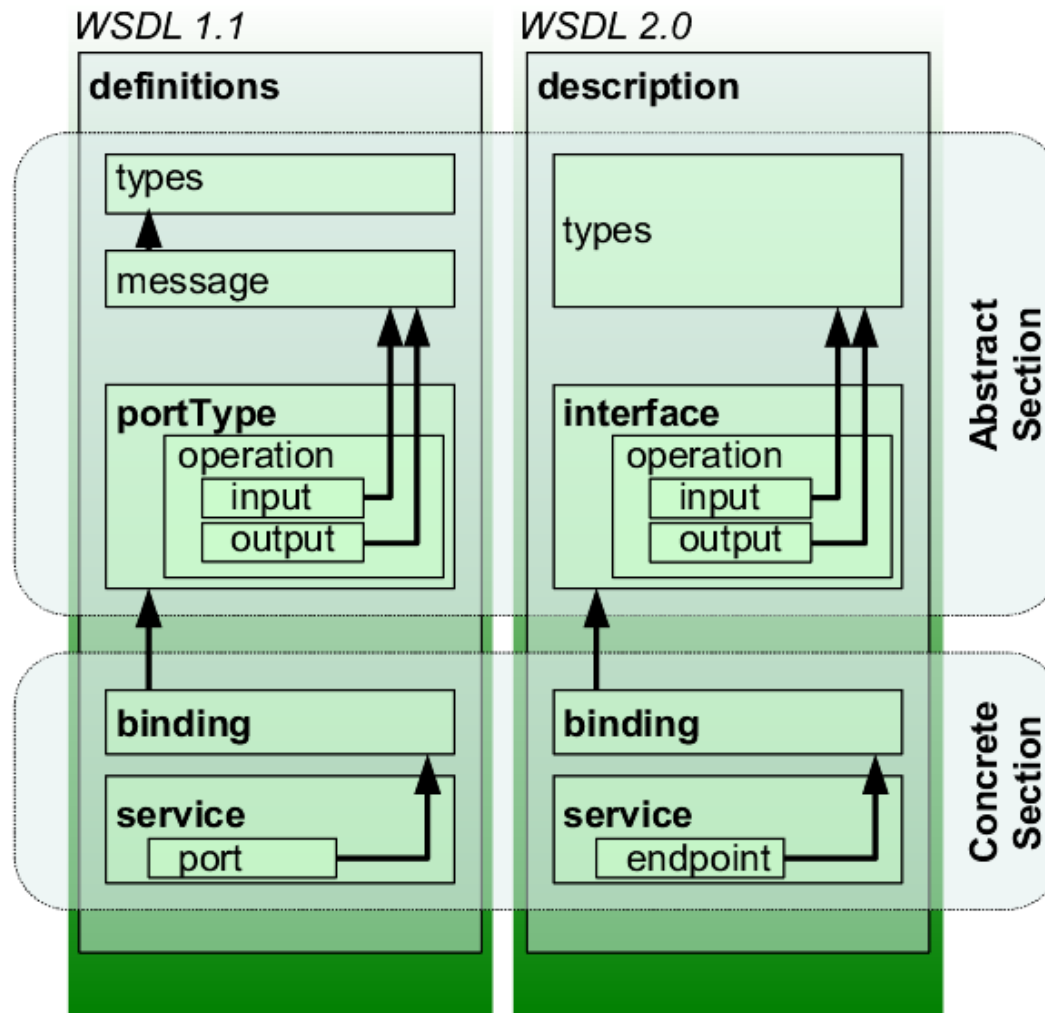 WSDL 1.1
definitions
types
message
portType
operation
input
output
binding
service
port
WSDL 2.0
description
types
interface
operation
input
output
binding
service
endpoint
Abstract
Section
Concrete
Section